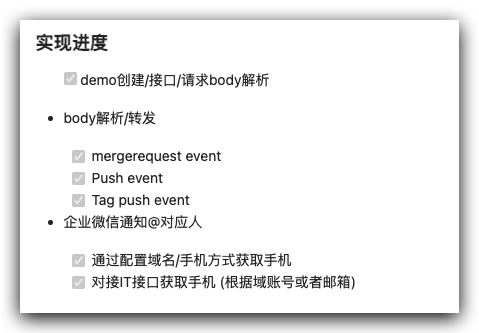 实现进度
demo创建/接口/请求body解析
body解析/转发
mergerequest event
Push event
Tag push event
企业微信通知@对应人
通过配置域名/手机方式获取手机
对接IT接口获取手机 (根据域账号或者邮箱)